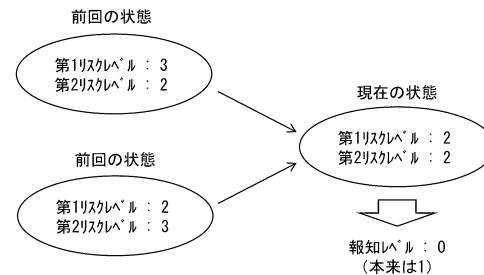 前回の状態
第1ﾘｽｸﾚﾍﾞﾙ : 3
第2ﾘｽｸﾚﾍﾞﾙ : 2
現在の状態
第1ﾘｽｸﾚﾍﾞﾙ : 2
第2ﾘｽｸﾚﾍﾞﾙ : 2
前回の状態
第1ﾘｽｸﾚﾍﾞﾙ : 2
第2ﾘｽｸﾚﾍﾞﾙ : 3
報知ﾚﾍﾞﾙ : 0
(本来は1)